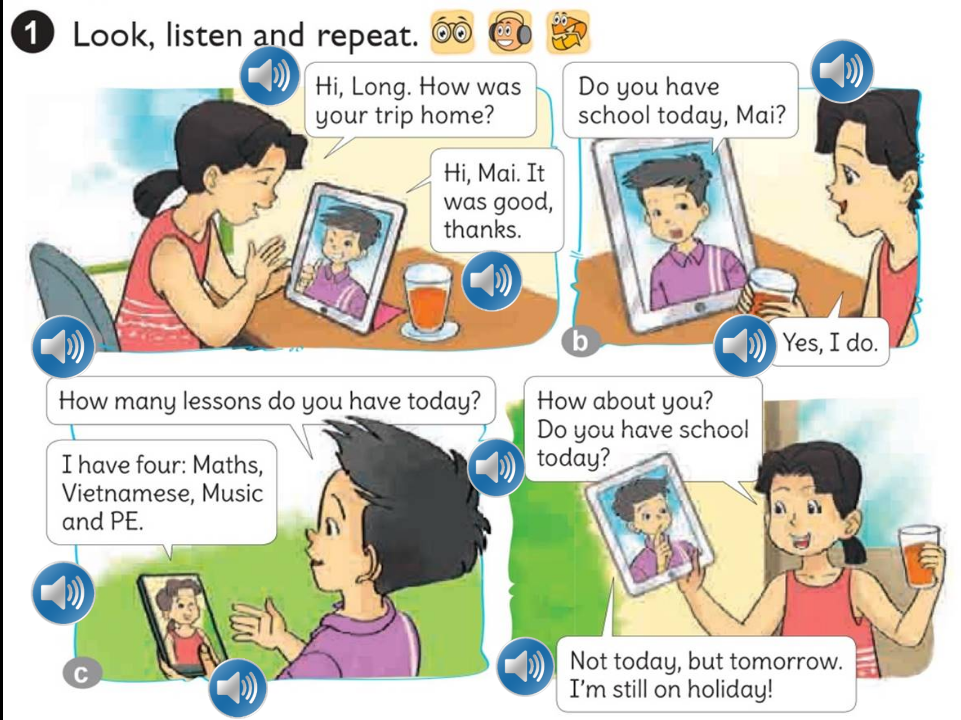 1 Look, listen and repeat.
Hi, Long. How was
your trip home?
Hi, Mai. It
was good,
thanks.
Do you have
school today, Mai?
Yes, I do.
b
How many lessons do you have today?
I have four: Maths,
Vietnamese, Music
and PE.
c
How about you?
Do you have school
today?
Not today, but tomorrow.
I'm still on holiday!